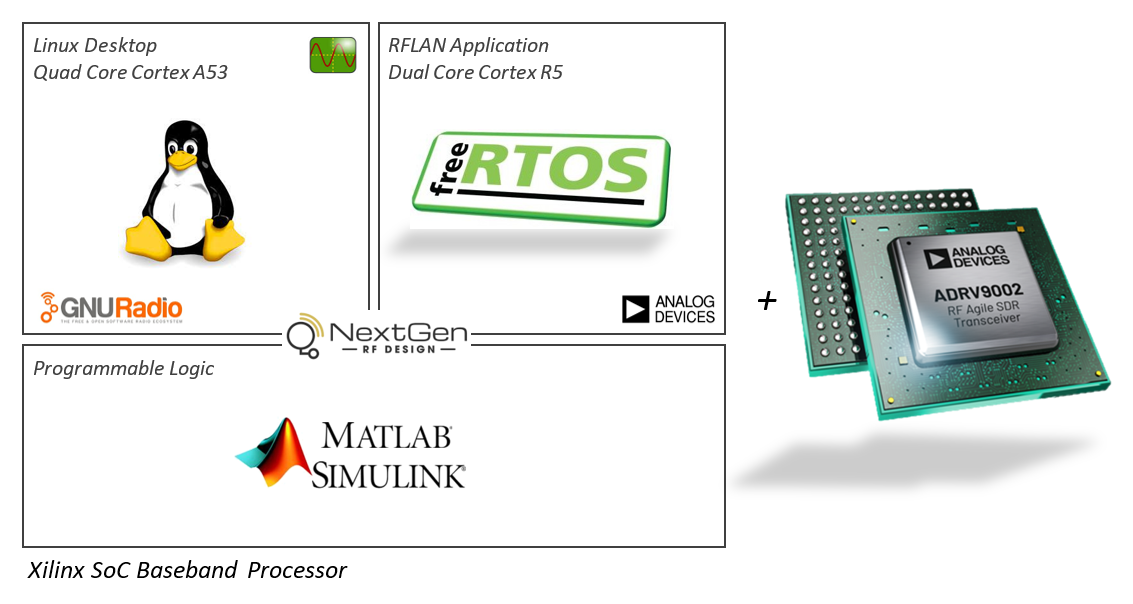 Linux Desktop
Quad Core Cortex A53
RFLAN Application
Dual Core Cortex R5
free
RTOS
GNURadio
THE FREE & OPEN SOFTWARE RADIO ECOSYSTEM
ANALOG
DEVICES
NextGen
RF DESIGN
Programmable Logic
MATLAB®
SIMULINK®
Xilinx SoC Baseband Processor
+
ANALOG
DEVICES
ADRV9002
RF Agile SDR
Transceiver